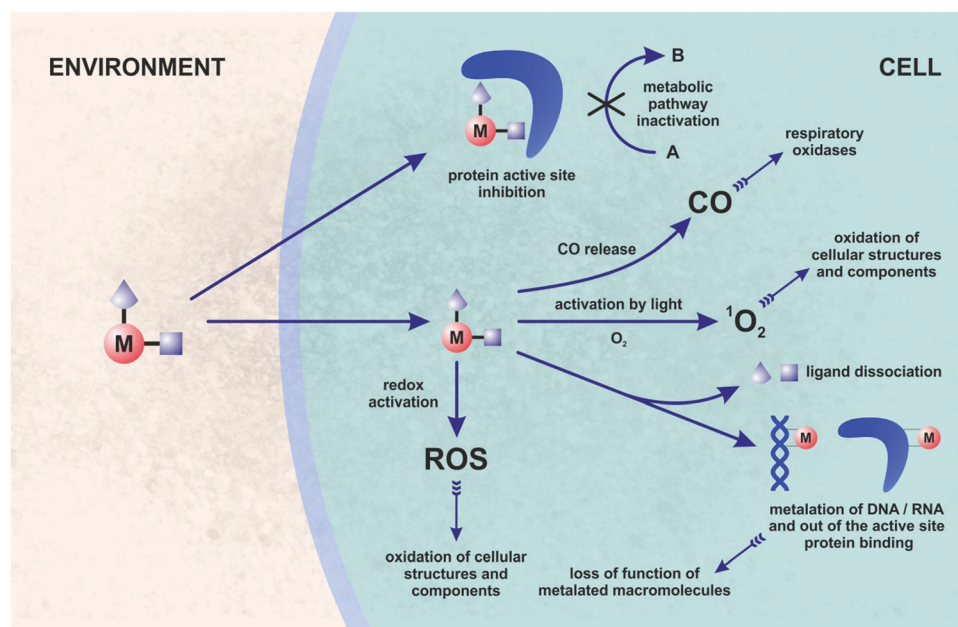 ENVIRONMENT
CELL
B
metabolic
pathway
inactivation
A
M
protein active site
inhibition
respiratory
oxidases
CO
CO release
oxidation of
cellular structures
and components
activation by light
¹O₂
O₂
M
M
ligand dissociation
redox
activation
ROS
M
M
metalation of DNA / RNA
and out of the active site
protein binding
oxidation of cellular
structures and
components
loss of function of
metalated macromolecules